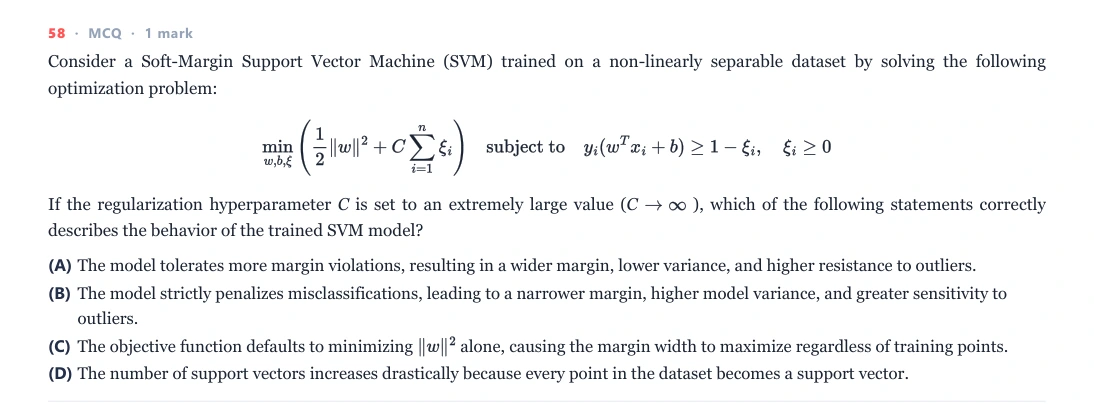 58 · MCQ · 1 mark
Consider a Soft-Margin Support Vector Machine (SVM) trained on a non-linearly separable dataset by solving the following
optimization problem:
min_{w,b,ξ} ( 1/2 ‖w‖² + C ∑_{i=1}^{n} ξ_i ) subject to y_i(w^T x_i + b) ≥ 1 − ξ_i, ξ_i ≥ 0
If the regularization hyperparameter C is set to an extremely large value (C → ∞ ), which of the following statements correctly
describes the behavior of the trained SVM model?
(A) The model tolerates more margin violations, resulting in a wider margin, lower variance, and higher resistance to outliers.
(B) The model strictly penalizes misclassifications, leading to a narrower margin, higher model variance, and greater sensitivity to
outliers.
(C) The objective function defaults to minimizing ‖w‖² alone, causing the margin width to maximize regardless of training points.
(D) The number of support vectors increases drastically because every point in the dataset becomes a support vector.